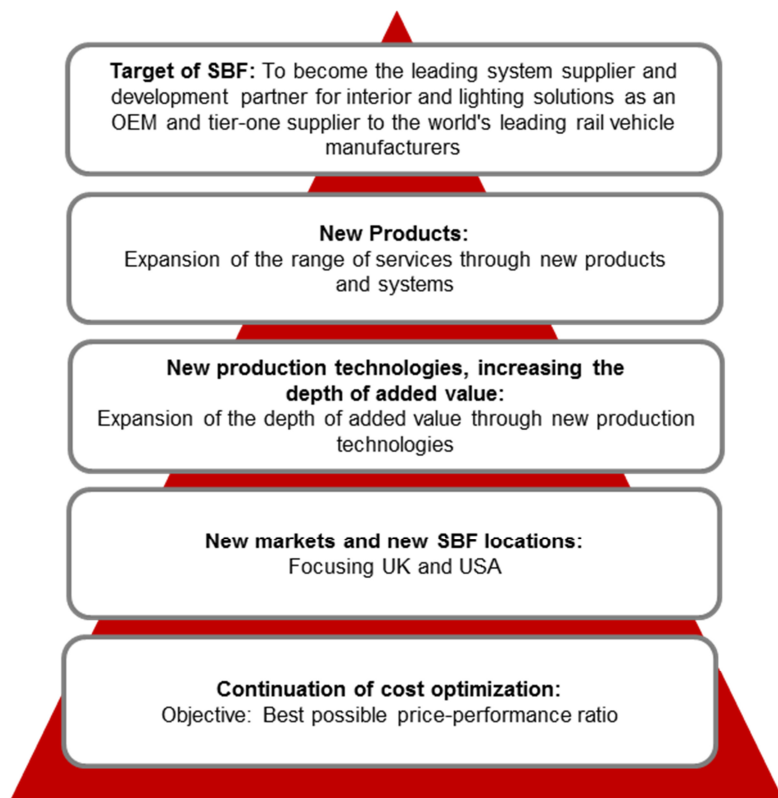 Target of SBF: To become the leading system supplier and
development partner for interior and lighting solutions as an
OEM and tier-one supplier to the world's leading rail vehicle
manufacturers
New Products:
Expansion of the range of services through new products
and systems
New production technologies, increasing the
depth of added value:
Expansion of the depth of added value through new production
technologies
New markets and new SBF locations:
Focusing UK and USA
Continuation of cost optimization:
Objective: Best possible price-performance ratio